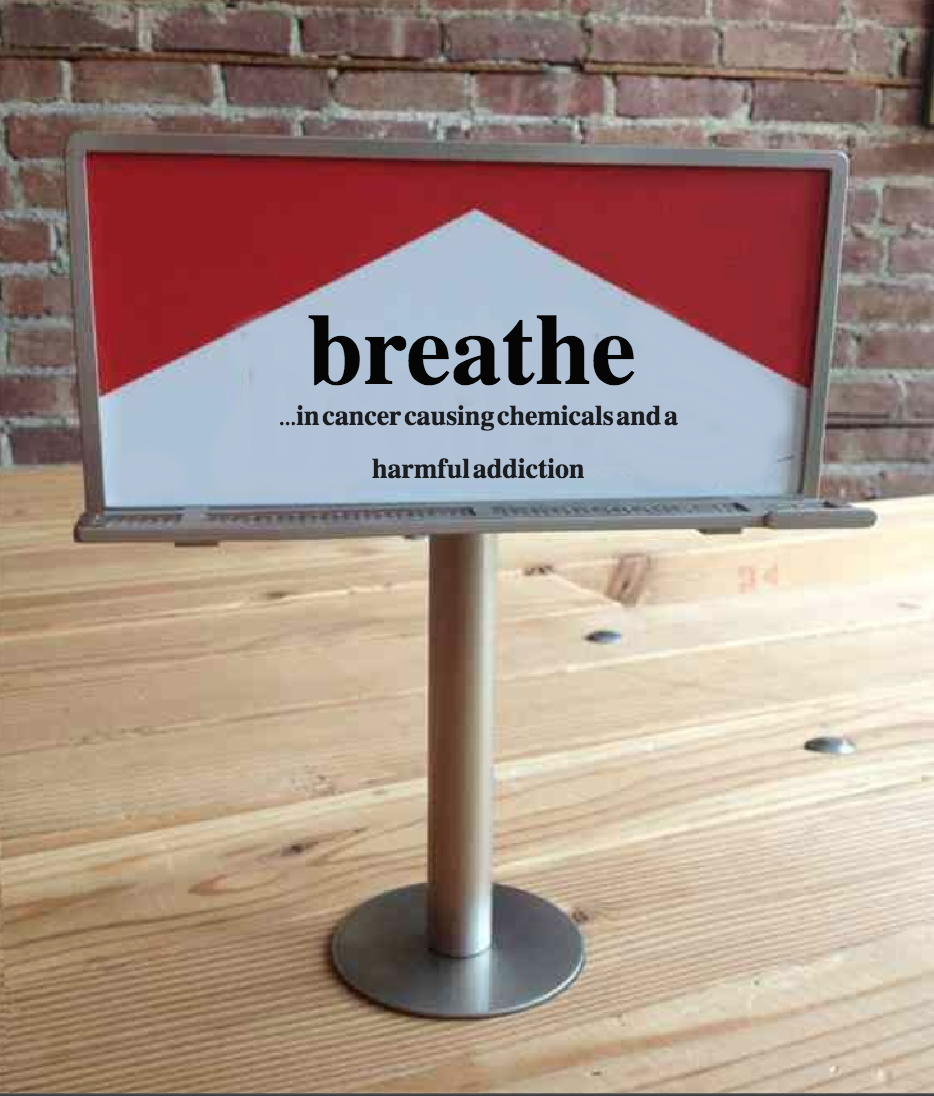 breathe
...in cancer causing chemicals and a
harmful addiction